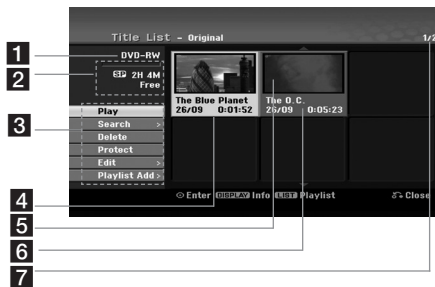 Title List - Original 1/2
1 DVD-RW
2 SP 2H 4M
Free
3
Play
Search >
Delete
Protect
Edit >
Playlist Add >
The Blue Planet
26/09 0:01:52
The O.C.
26/09 0:05:23
4
Enter DISPLAY Info LIST Playlist Close
5
6
7